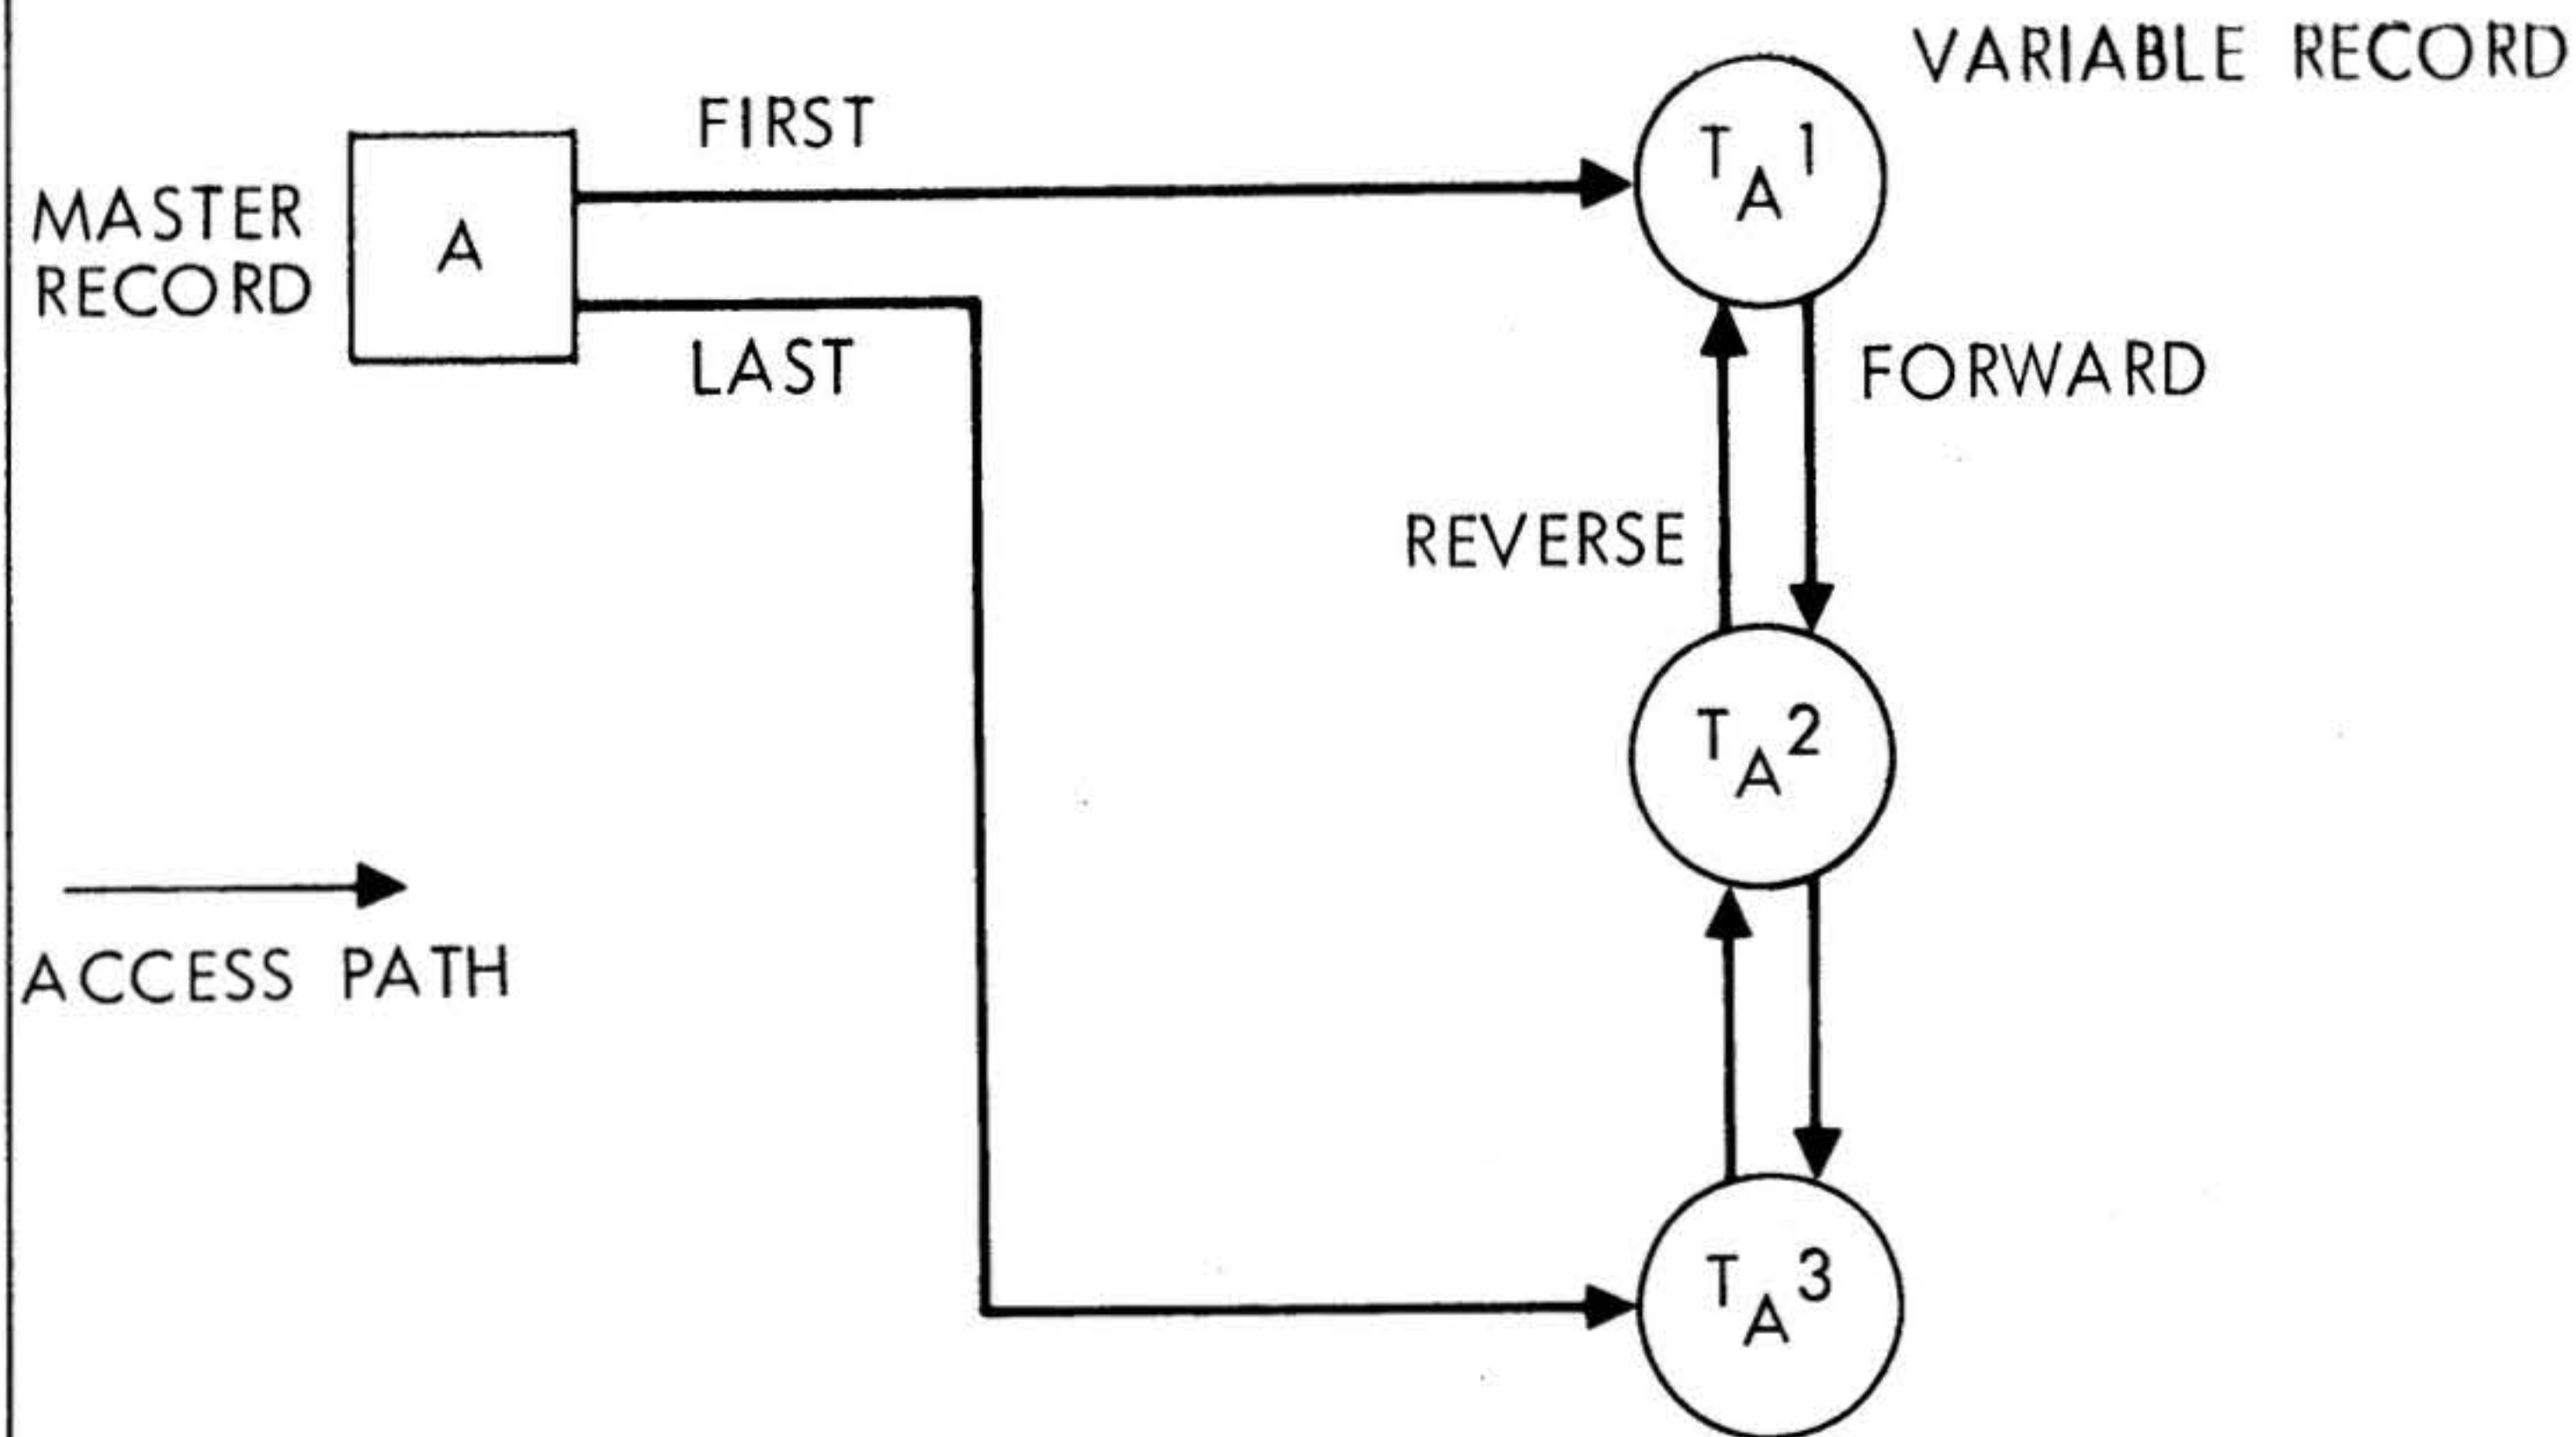 VARIABLE RECORD
FIRST
T A 1
MASTER
RECORD
A
LAST
FORWARD
REVERSE
T A 2
ACCESS PATH
T A 3